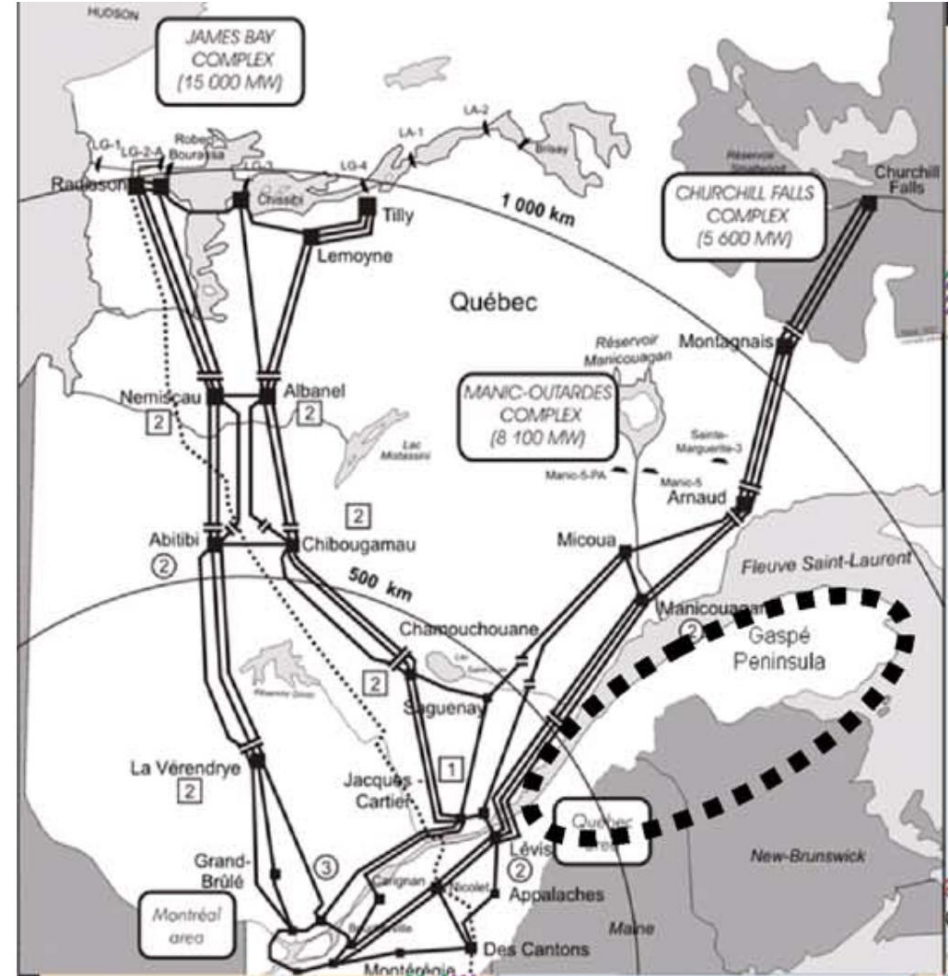 HUDSON
JAMES BAY
COMPLEX
(15 000 MW)
LG-1
LG-2-A
Robert
Bourassa
LG-3
LG-4
LA-1
LA-2
Brisay
Radisson
Chissibi
Tilly
Lemoyne
1 000 km
Réservoir
Churchill
Falls
CHURCHILL FALLS
COMPLEX
(5 600 MW)
Québec
Montagnais
Réservoir
Manicouagan
MANIC-OUTARDES
COMPLEX
(8 100 MW)
Sainte-
Marguerite-3
Manic-5-PA
Manic-5
Arnaud
Nemiscau
2
Albanel
2
Lac
Mistassini
2
Abitibi
2
Chibougamau
Micoua
Fleuve Saint-Laurent
500 km
Manicouagan
2
Gaspé
Peninsula
Chamouchouane
Lac
2
Saguenay
La Vérendrye
2
1
Jacques-
Cartier
Québec
Lévis
2
Grand-
Brûlé
3
Carignan
Nicolet
Appalaches
New-Brunswick
Maine
Montréal
area
Des Cantons
Montérégie